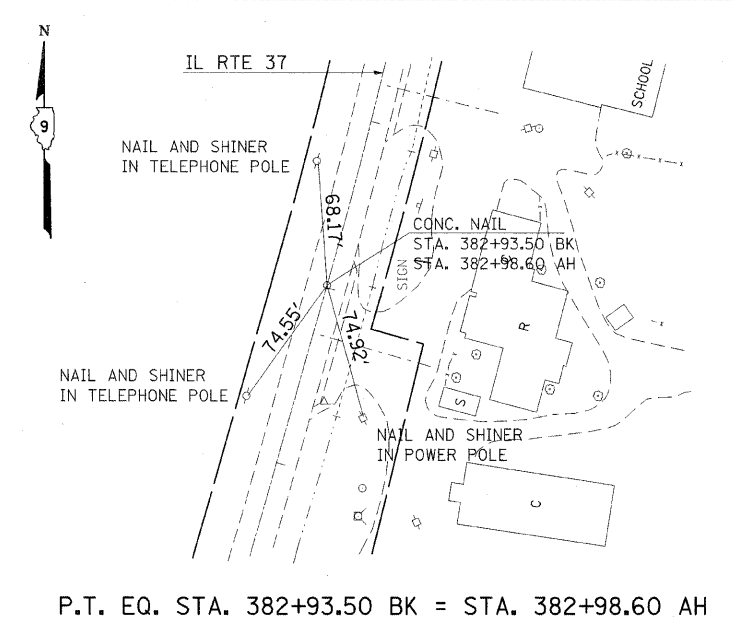 N
IL RTE 37
SCHOOL
9
NAIL AND SHINER
IN TELEPHONE POLE
68.17'
CONC. NAIL
STA. 382+93.50 BK
STA. 382+98.60 AH
SIGN
74.55'
74.92'
R
NAIL AND SHINER
IN TELEPHONE POLE
S
NAIL AND SHINER
IN POWER POLE
C
P.T. EQ. STA. 382+93.50 BK = STA. 382+98.60 AH